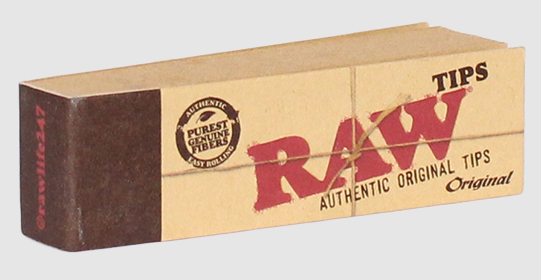 @rawlife247
AUTHENTIC
PUREST
GENUINE
FIBERS
EASY ROLLING
TIPS
RAW
AUTHENTIC ORIGINAL TIPS
Original